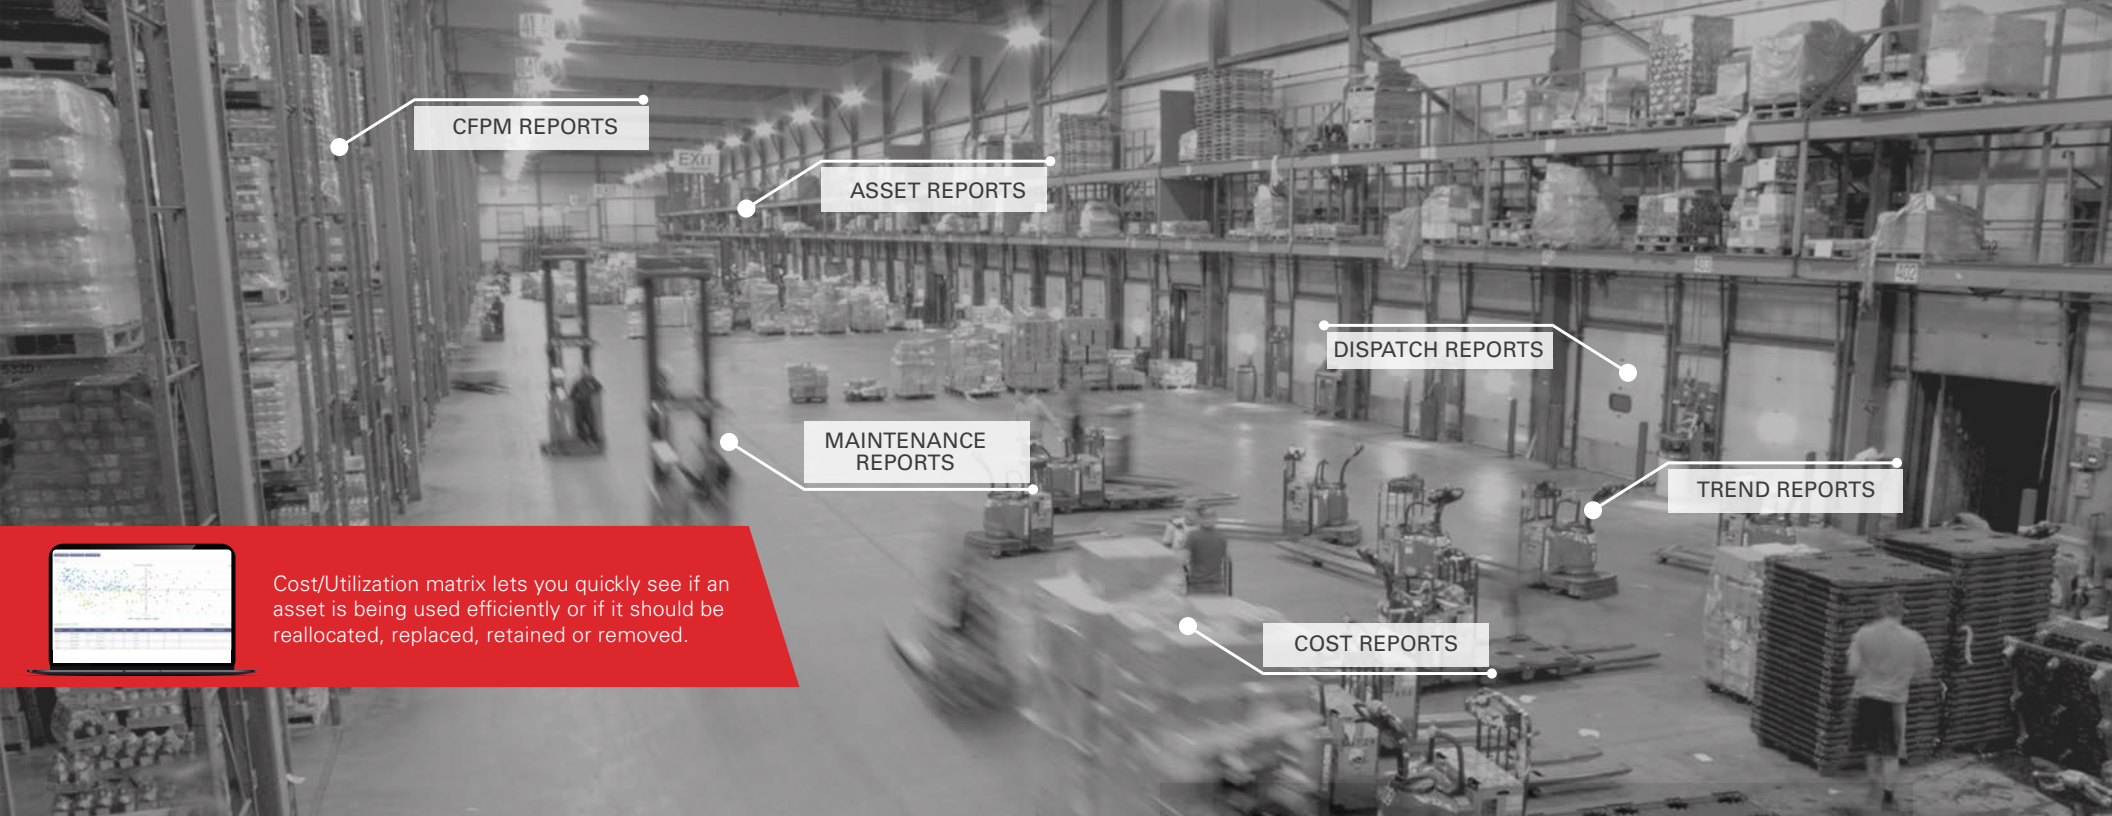 CFPM REPORTS
EXIT
ASSET REPORTS
DISPATCH REPORTS
MAINTENANCE
REPORTS
TREND REPORTS
Cost/Utilization matrix lets you quickly see if an
asset is being used efficiently or if it should be
reallocated, replaced, retained or removed.
COST REPORTS